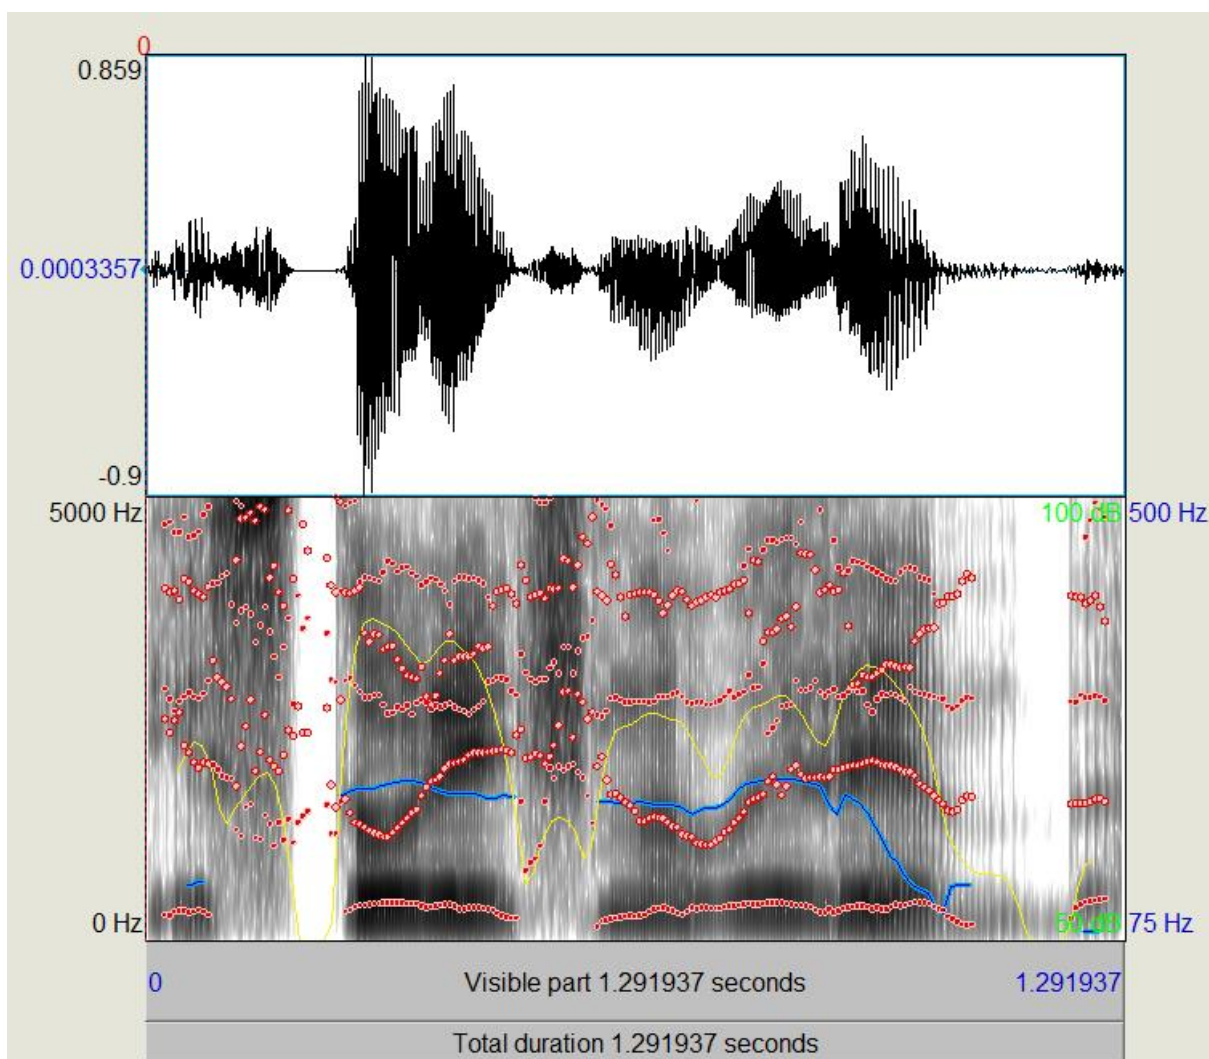 0
0.859
0.0003357
-0.9
5000 Hz 100 dB 500 Hz
0 Hz 50 dB 75 Hz
0 Visible part 1.291937 seconds 1.291937
Total duration 1.291937 seconds